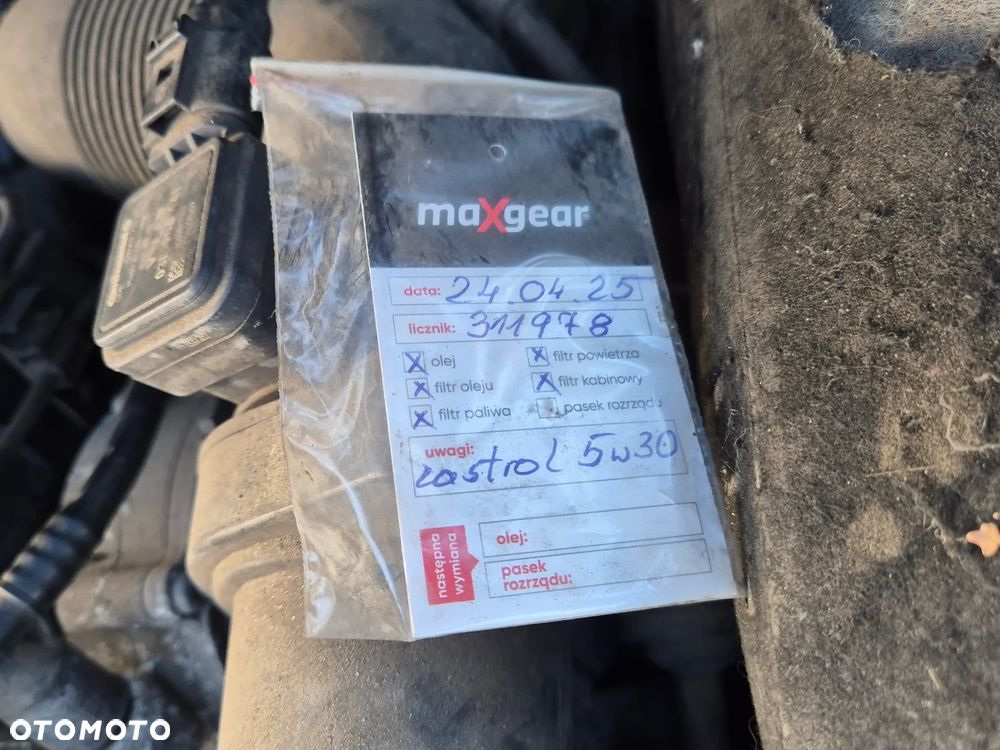 maXgear
data: 24.04.25
licznik: 311978
olej
filtr powietrza
filtr oleju
filtr kabinowy
filtr paliwa
pasek rozrządu
uwagi:
castrol 5w30
następna wymiana
olej:
pasek rozrządu:
OTOMOTO